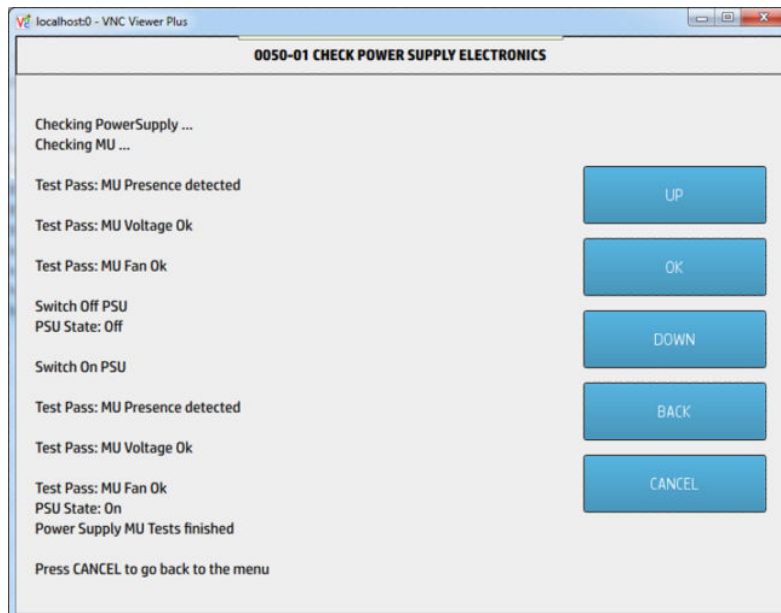 localhost:0 - VNC Viewer Plus
0050-01 CHECK POWER SUPPLY ELECTRONICS
Checking PowerSupply ...
Checking MU ...
Test Pass: MU Presence detected
Test Pass: MU Voltage Ok
Test Pass: MU Fan Ok
Switch Off PSU
PSU State: Off
Switch On PSU
Test Pass: MU Presence detected
Test Pass: MU Voltage Ok
Test Pass: MU Fan Ok
PSU State: On
Power Supply MU Tests finished
Press CANCEL to go back to the menu
UP
OK
DOWN
BACK
CANCEL